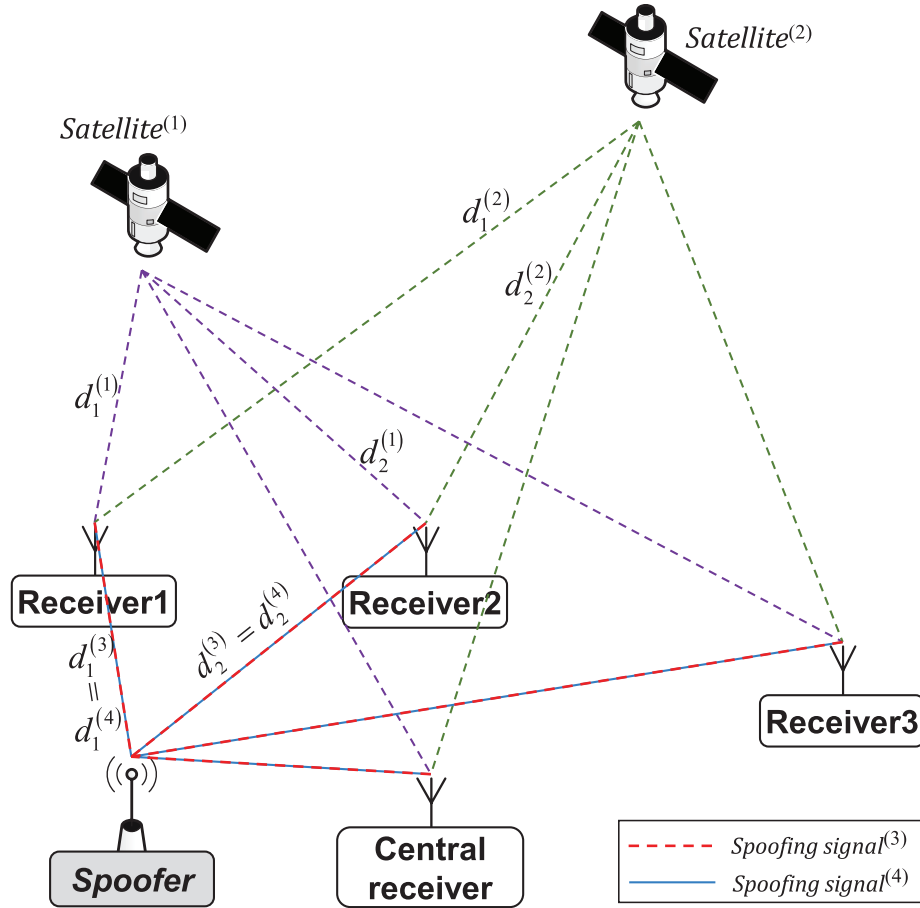 Satellite⁽²⁾
Satellite⁽¹⁾
d₁⁽²⁾
d₂⁽²⁾
d₁⁽¹⁾
d₂⁽¹⁾
Receiver1
Receiver2
d₁⁽³⁾
=
d₁⁽⁴⁾
d₂⁽³⁾ = d₂⁽⁴⁾
Receiver3
Spoofer
Central
receiver
Spoofing signal⁽³⁾
Spoofing signal⁽⁴⁾